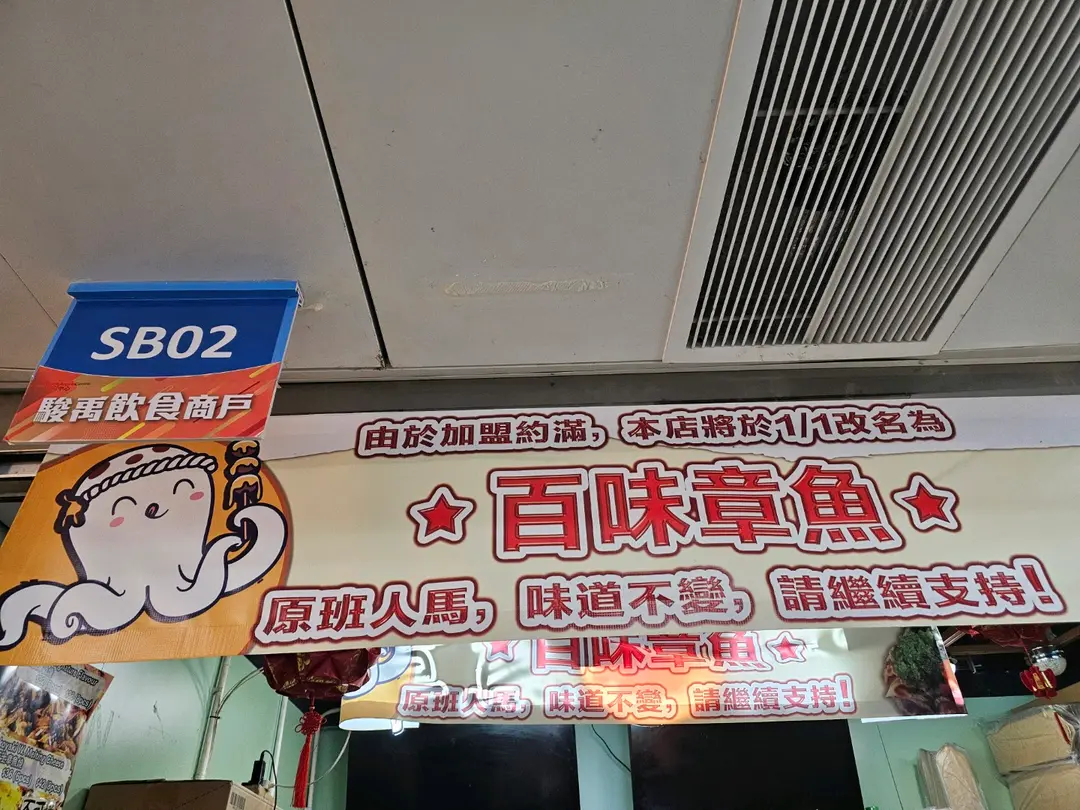 SB02
駿禹飲食商戶
由於加盟約滿，本店將於1/1改名為
百味章魚
原班人馬，味道不變，請繼續支持！
百味章魚
原班人馬，味道不變，請繼續支持！